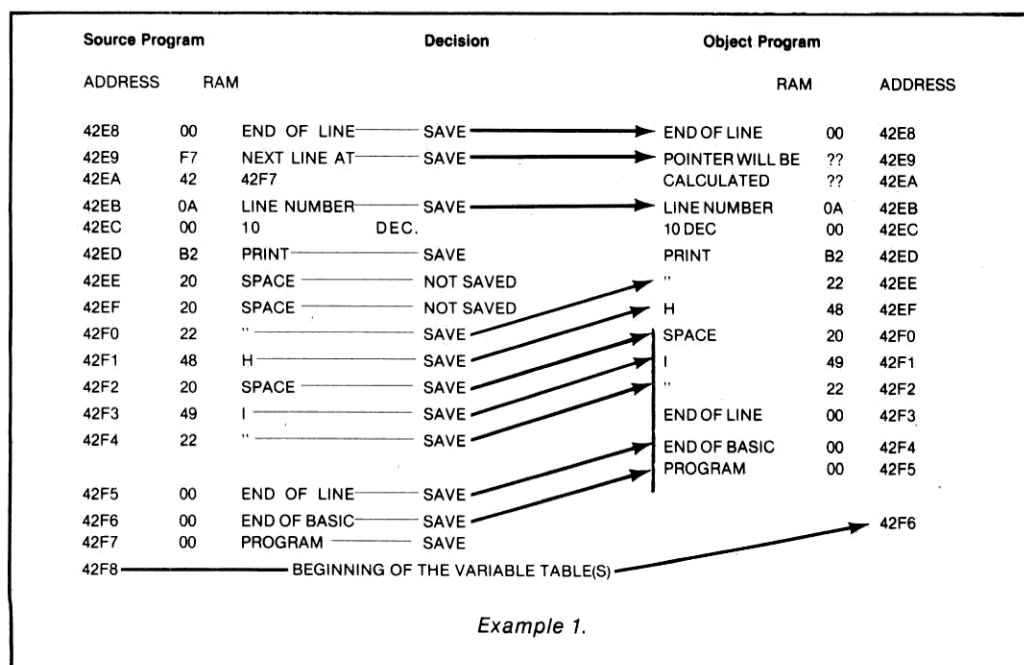 Source Program Decision Object Program
ADDRESS RAM RAM ADDRESS
42E8 00 END OF LINE SAVE END OF LINE 00 42E8
42E9 F7 NEXT LINE AT SAVE POINTER WILL BE ?? 42E9
42EA 42 42F7 CALCULATED ?? 42EA
42EB 0A LINE NUMBER SAVE LINE NUMBER 0A 42EB
42EC 00 10 DEC. 10 DEC 00 42EC
42ED B2 PRINT SAVE PRINT B2 42ED
42EE 20 SPACE NOT SAVED " 22 42EE
42EF 20 SPACE NOT SAVED H 48 42EF
42F0 22 " SAVE SPACE 20 42F0
42F1 48 H SAVE I 49 42F1
42F2 20 SPACE SAVE " 22 42F2
42F3 49 I SAVE END OF LINE 00 42F3
42F4 22 " SAVE END OF BASIC 00 42F4
PROGRAM 00 42F5
42F5 00 END OF LINE SAVE
42F6 00 END OF BASIC SAVE 42F6
42F7 00 PROGRAM SAVE
42F8 BEGINNING OF THE VARIABLE TABLE(S)
Example 1.